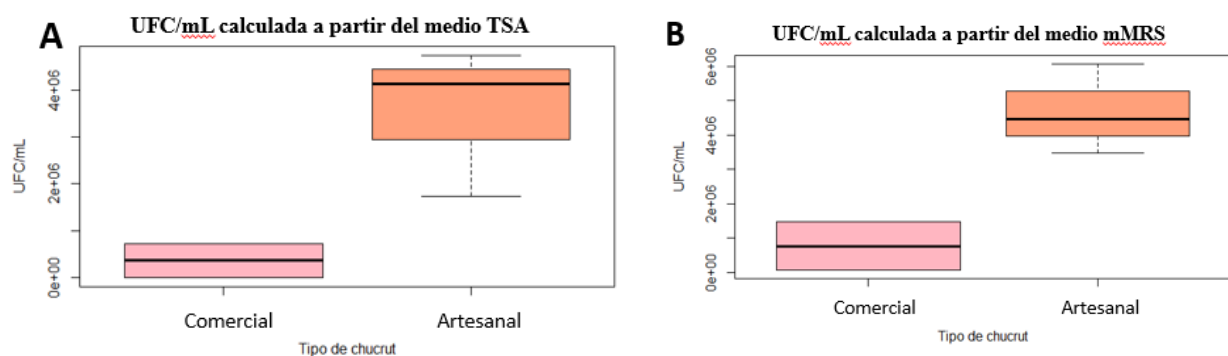 A
UFC/mL calculada a partir del medio TSA
UFC/mL
4e+06
2e+06
0e+00
Comercial
Artesanal
Tipo de chucrut
B
UFC/mL calculada a partir del medio mMRS
UFC/mL
6e+06
4e+06
2e+06
0e+00
Comercial
Artesanal
Tipo de chucrut